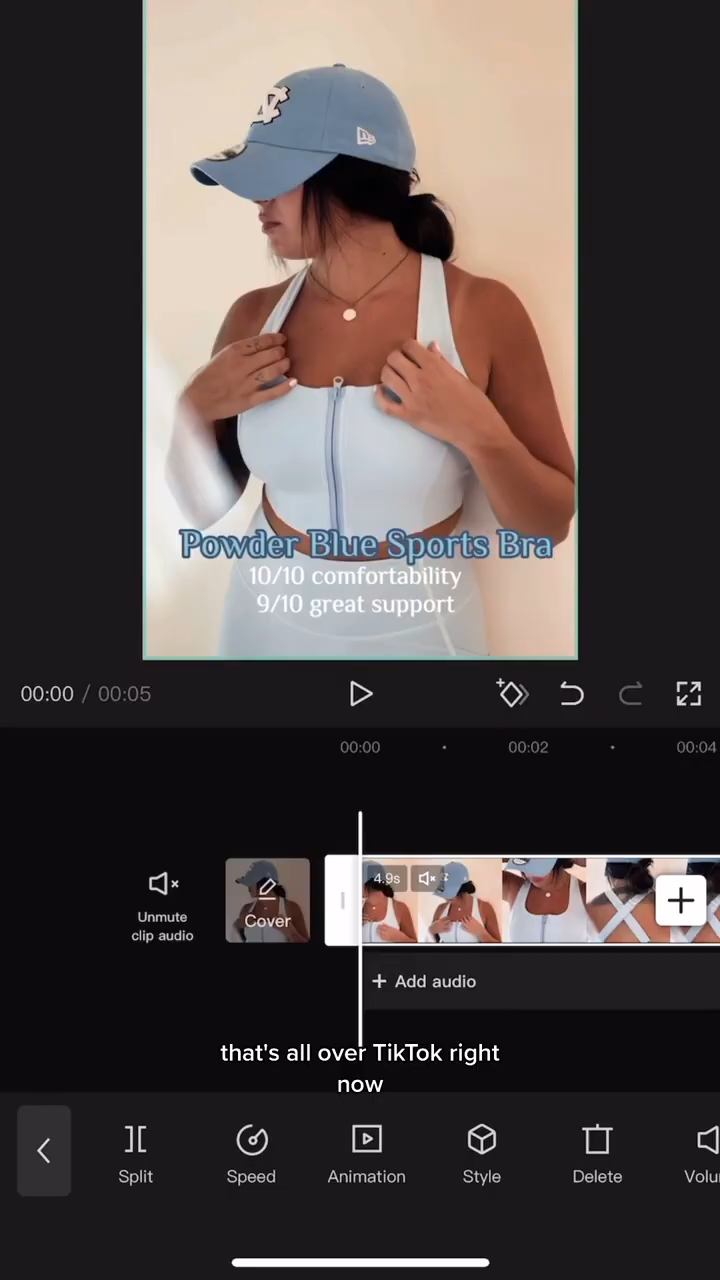 NC
Powder Blue Sports Bra
10/10 comfortability
9/10 great support
00:00 / 00:05
00:00
00:02
00:04
4.9s
Unmute
clip audio
Cover
+ Add audio
that's all over TikTok right
now
Split
Speed
Animation
Style
Delete
Volu